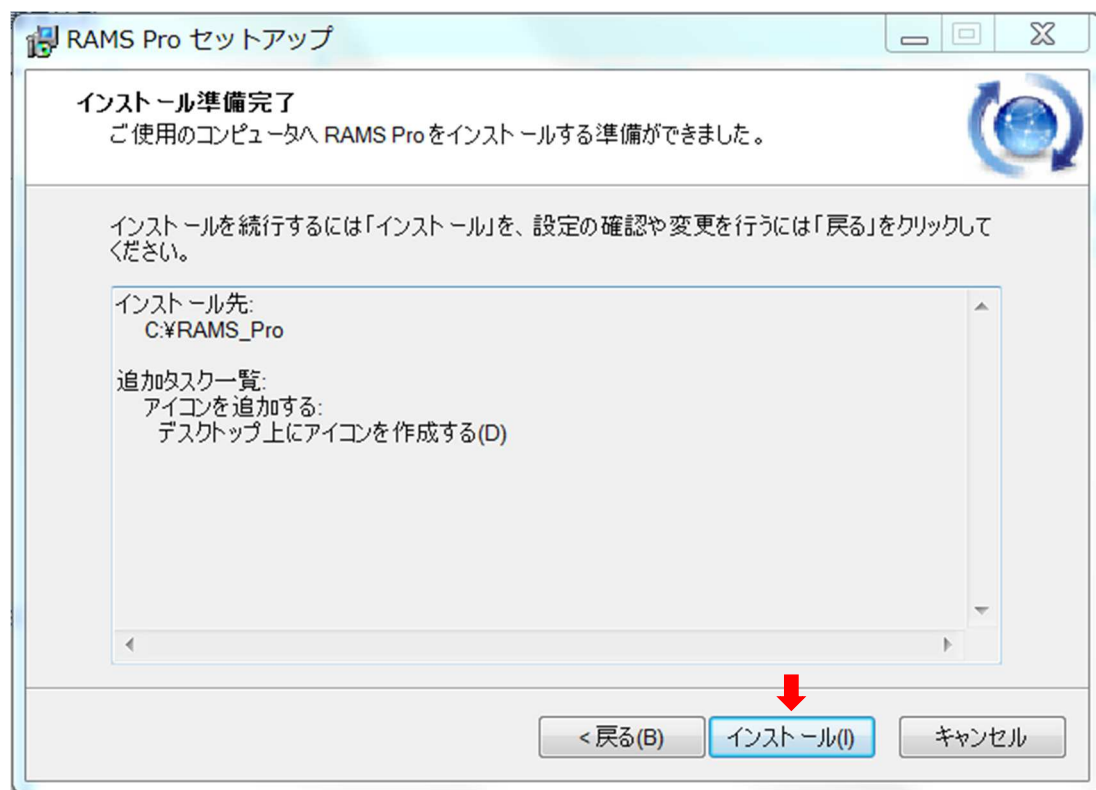 RAMS Pro セットアップ
インストール準備完了
ご使用のコンピュータへ RAMS Pro をインストールする準備ができました。
インストールを続行するには「インストール」を、設定の確認や変更を行うには「戻る」をクリックして
ください。
インストール先:
C:¥RAMS_Pro
追加タスク一覧:
アイコンを追加する:
デスクトップ上にアイコンを作成する(D)
< 戻る(B)
インストール(I)
キャンセル